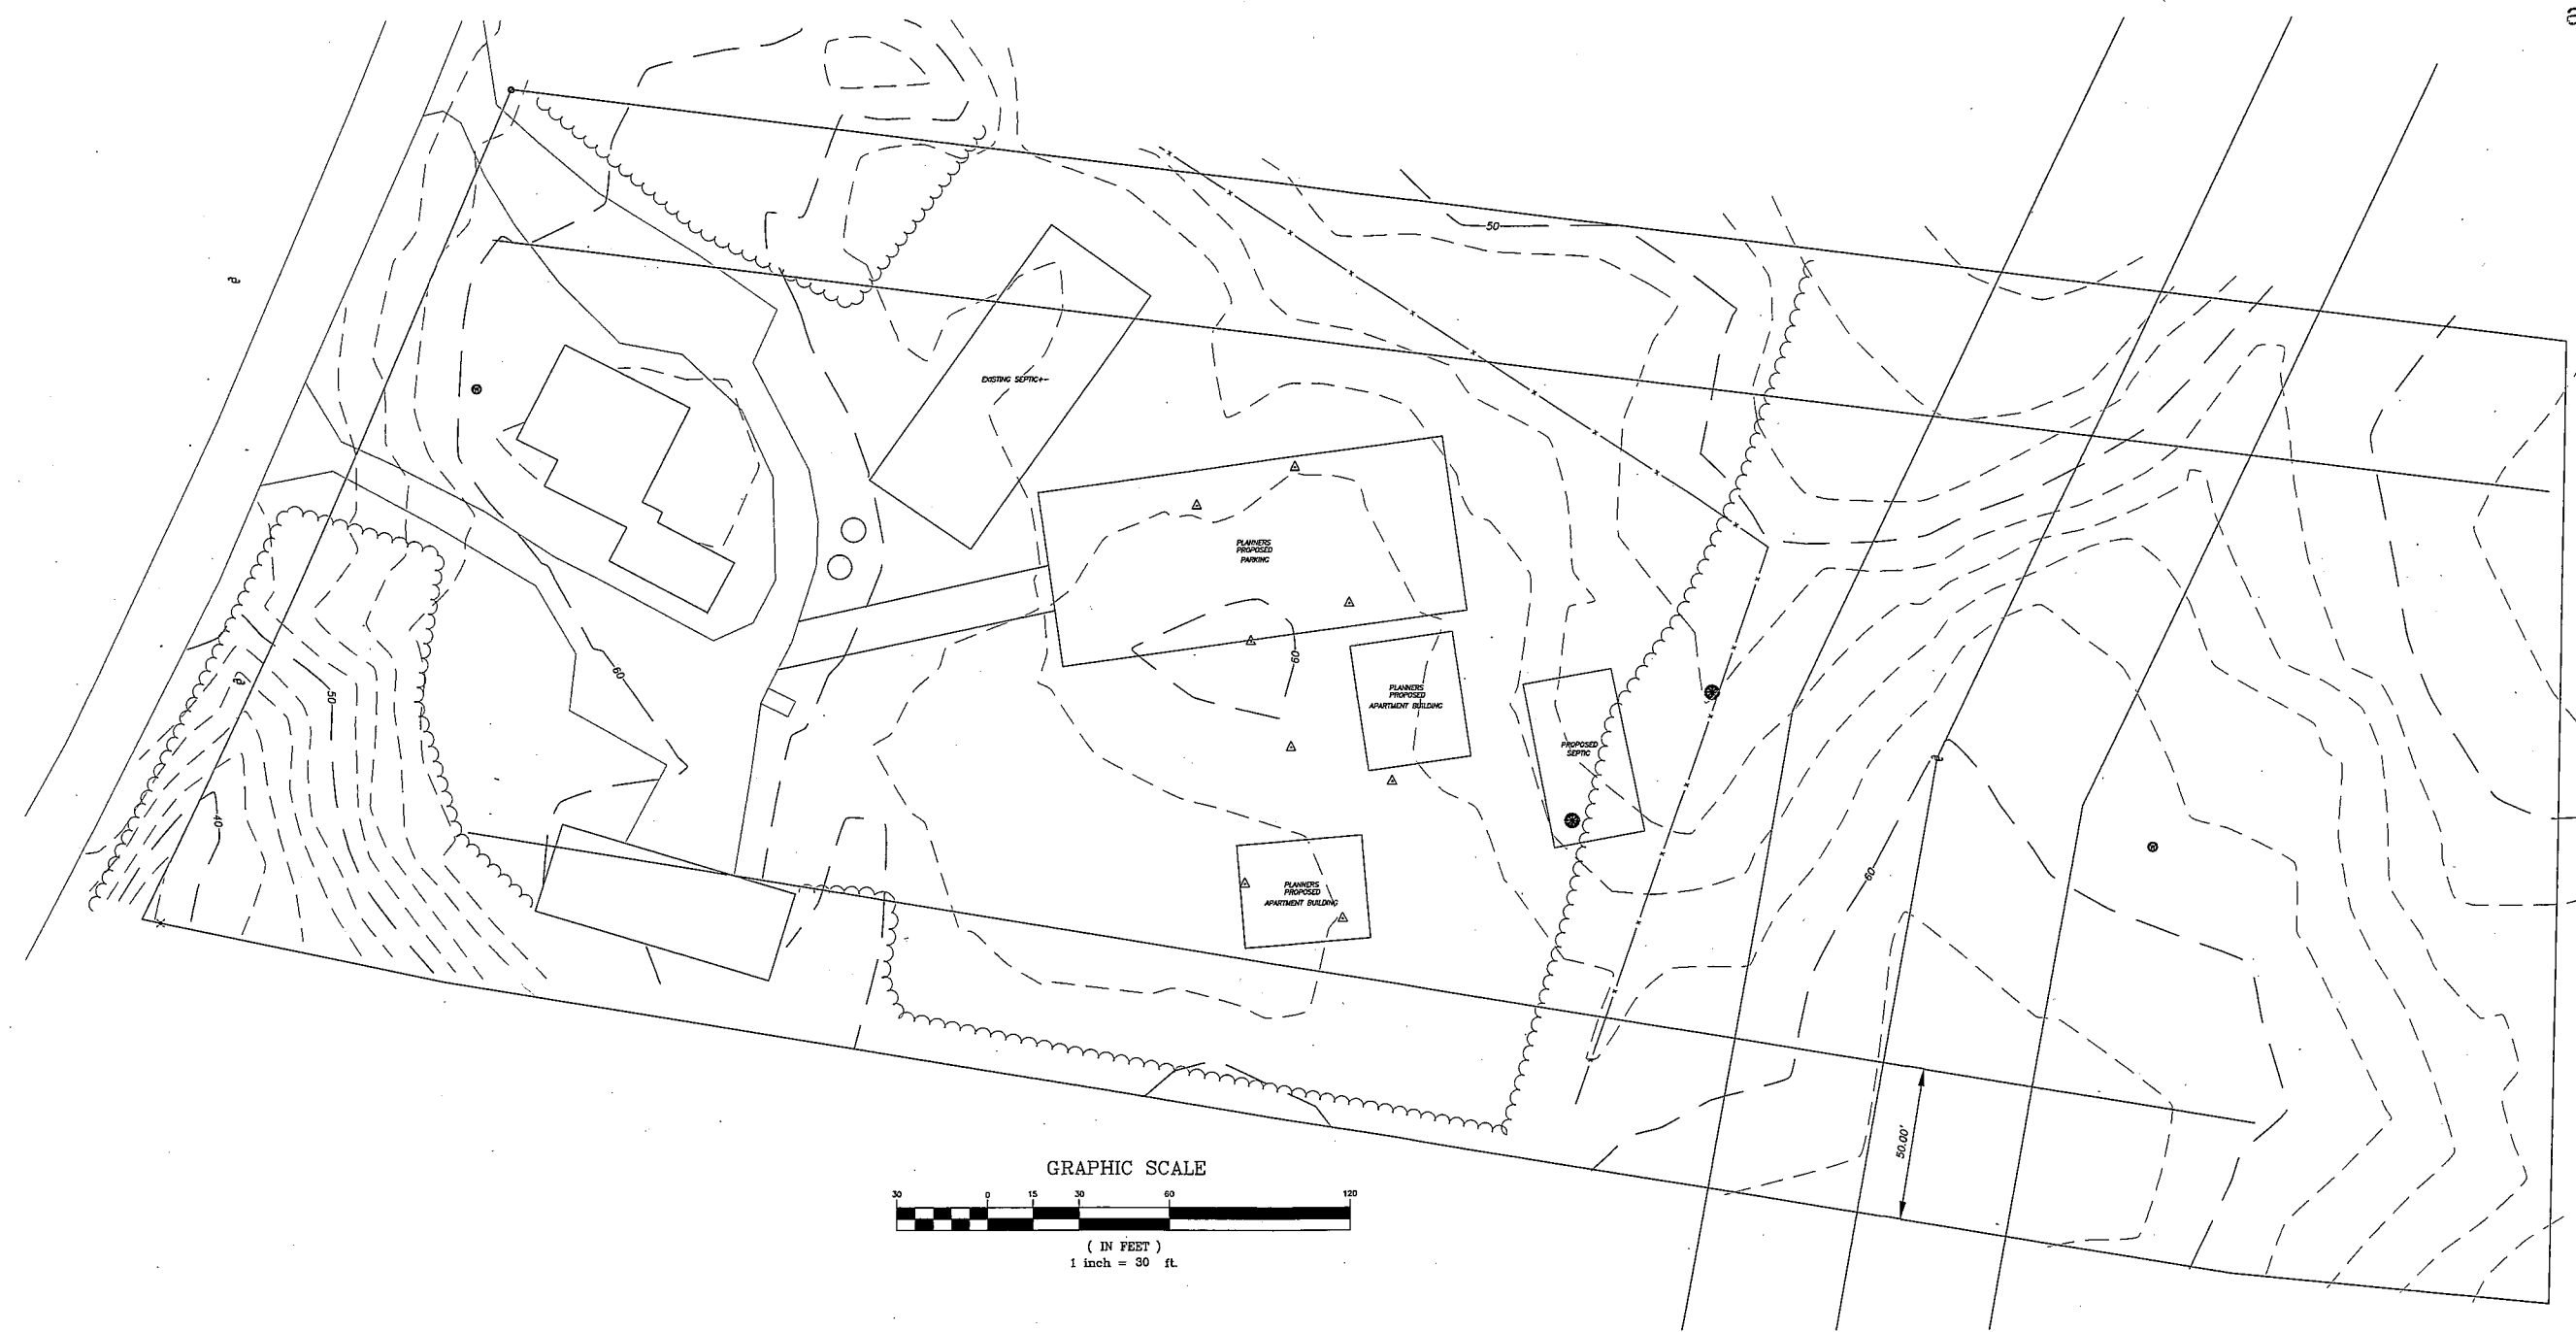 50
EXISTING SEPTIC+-
PLANNERS
PROPOSED
PARKING
60
60
50
PLANNERS
PROPOSED
APARTMENT BUILDING
PROPOSED
SEPTIC
40
60
PLANNERS
PROPOSED
APARTMENT BUILDING
50.00'
GRAPHIC SCALE
30 0 15 30 60 120
( IN FEET )
1 inch = 30 ft.